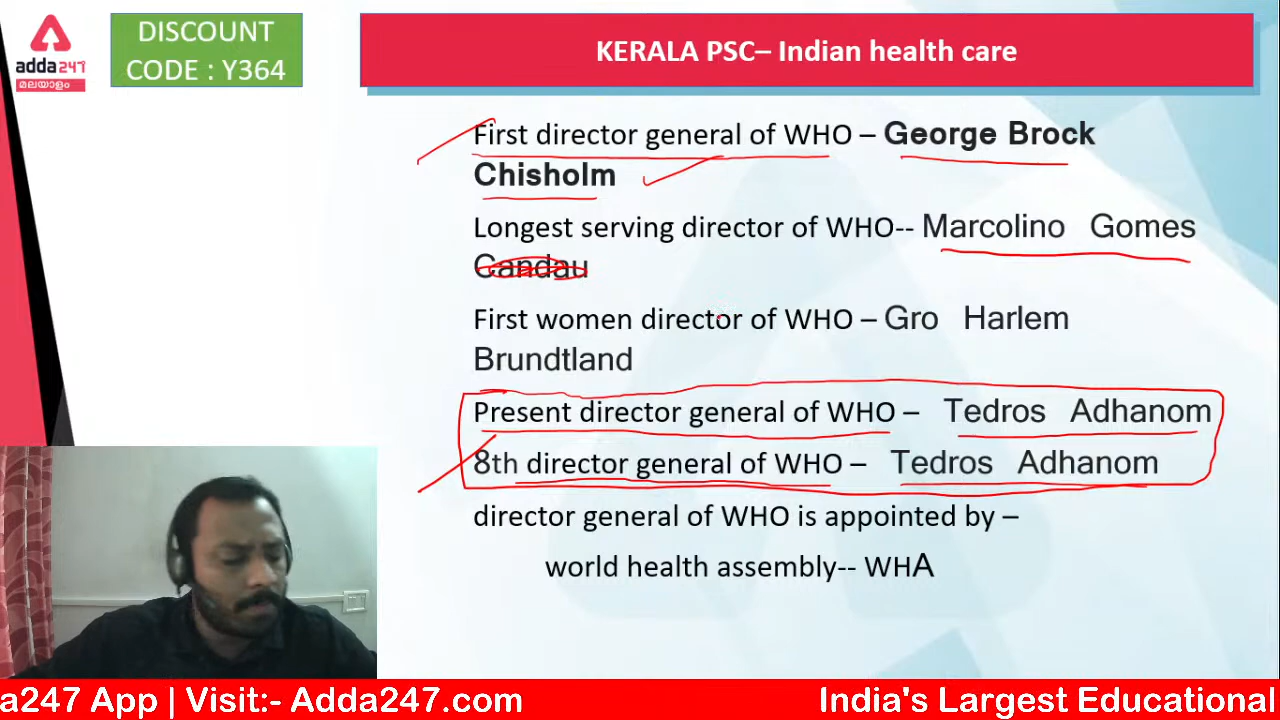 adda247
മലയാളം
DISCOUNT
CODE : Y364
KERALA PSC– Indian health care
First director general of WHO – George Brock
Chisholm
Longest serving director of WHO-- Marcolino Gomes
Candau
First women director of WHO – Gro Harlem
Brundtland
Present director general of WHO – Tedros Adhanom
8th director general of WHO – Tedros Adhanom
director general of WHO is appointed by –
world health assembly-- WHA
a247 App | Visit:- Adda247.com India's Largest Educational